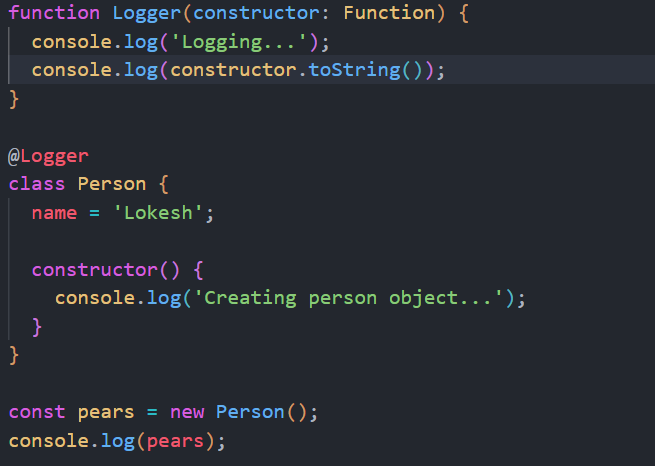 function Logger(constructor: Function) {
  console.log('Logging...');
  console.log(constructor.toString());
}

@Logger
class Person {
  name = 'Lokesh';

  constructor() {
    console.log('Creating person object...');
  }
}

const pears = new Person();
console.log(pears);